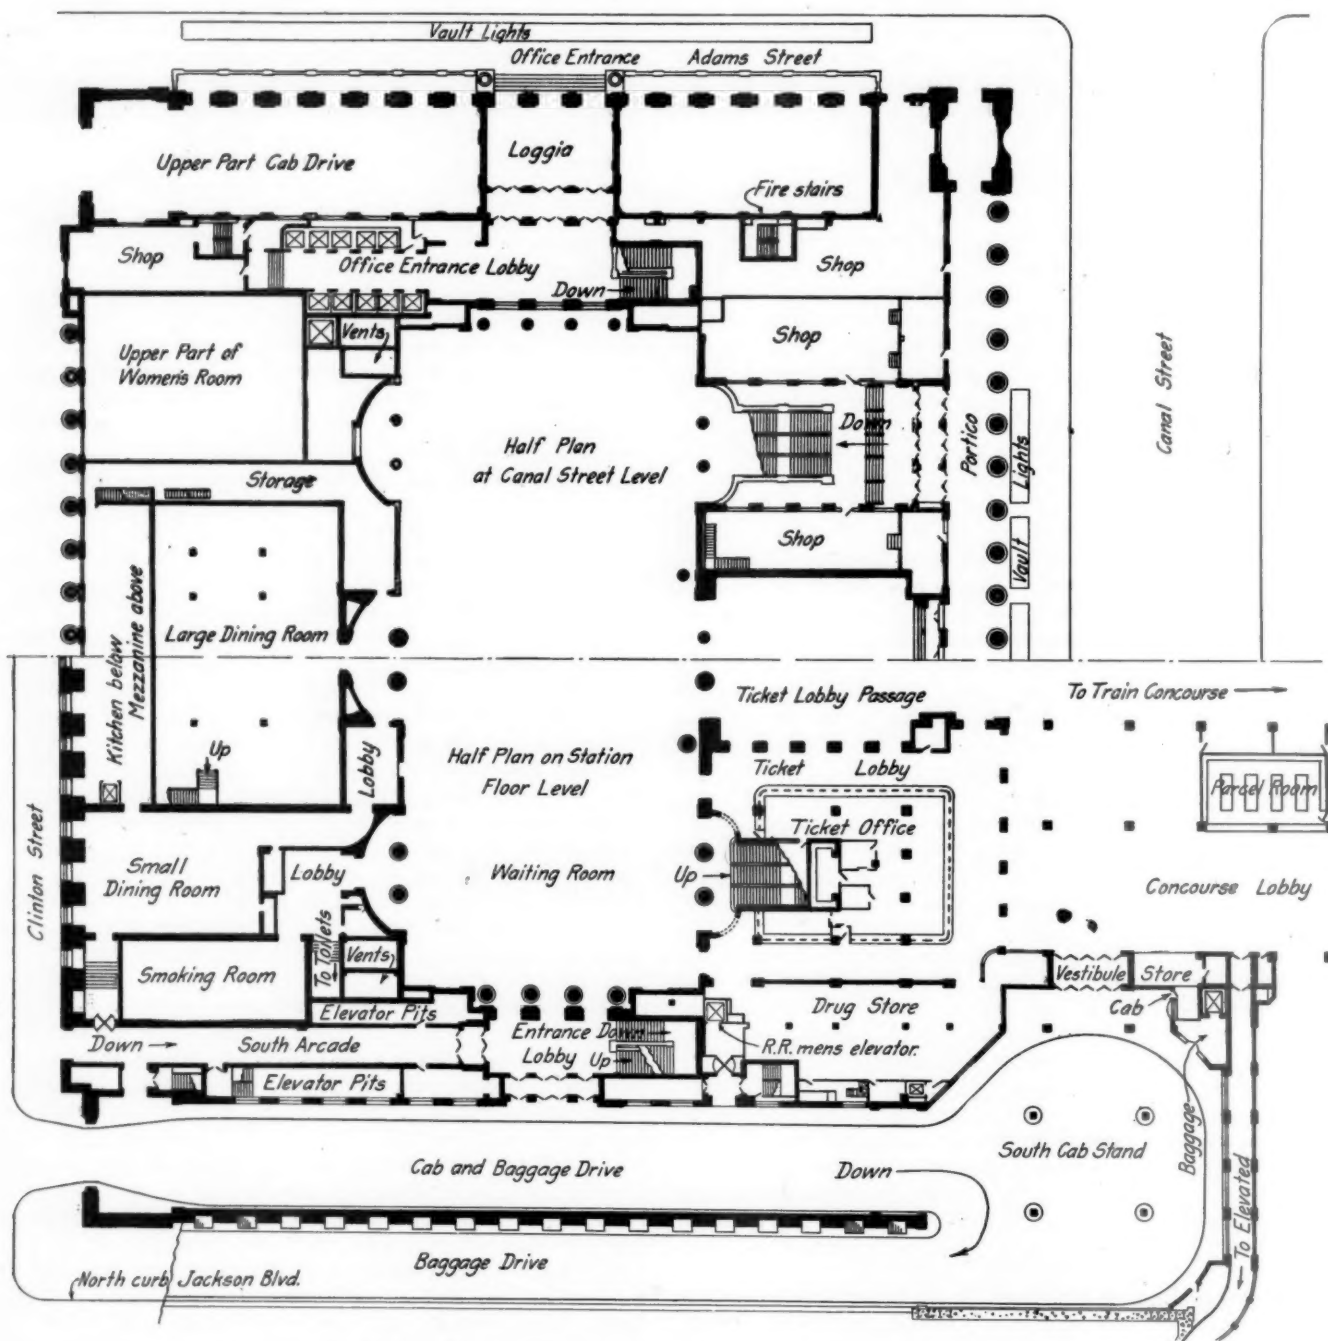 Vault Lights
Office Entrance
Adams Street
Upper Part Cab Drive
Loggia
Fire stairs
Shop
Office Entrance Lobby
Shop
Down
Vents
Shop
Upper Part of
Women's Room
Canal Street
Down
Half Plan
at Canal Street Level
Portico
Lights
Storage
Shop
Vault
Kitchen below
Mezzanine above
Large Dining Room
Ticket Lobby Passage
To Train Concourse
Up
Half Plan on Station
Floor Level
Lobby
Ticket Lobby
Parcel Room
Ticket Office
Clinton Street
Small
Dining Room
Lobby
Waiting Room
Up
Concourse Lobby
To Toilets
Vents
Smoking Room
Vestibule
Store
Elevator Pits
Drug Store
Cab
Down
South Arcade
Entrance Down
Lobby
Up
R.R. mens elevator.
Elevator Pits
Baggage
South Cab Stand
Cab and Baggage Drive
Down
To Elevated
Baggage Drive
North curb Jackson Blvd.